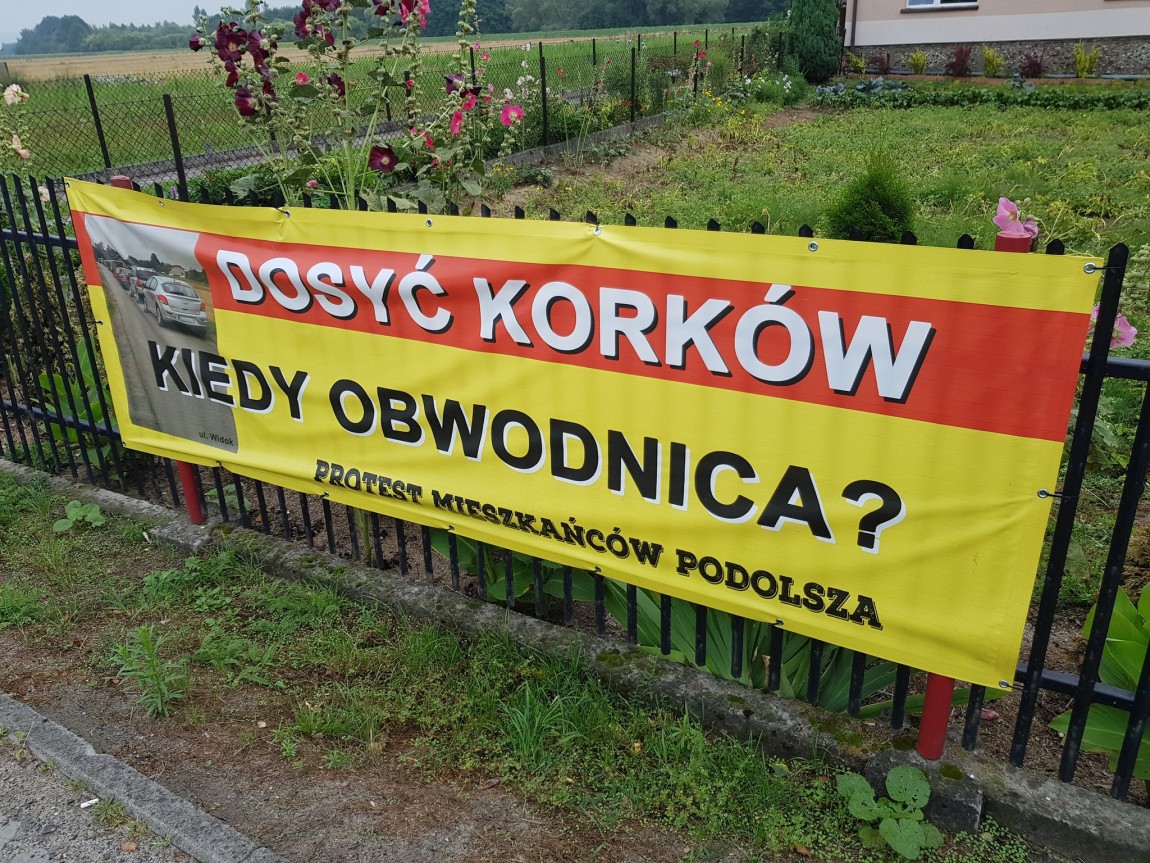 DOSYĆ KORKÓW
KIEDY OBWODNICA?
ul. Widok
PROTEST MIESZKAŃCÓW PODOLSZA